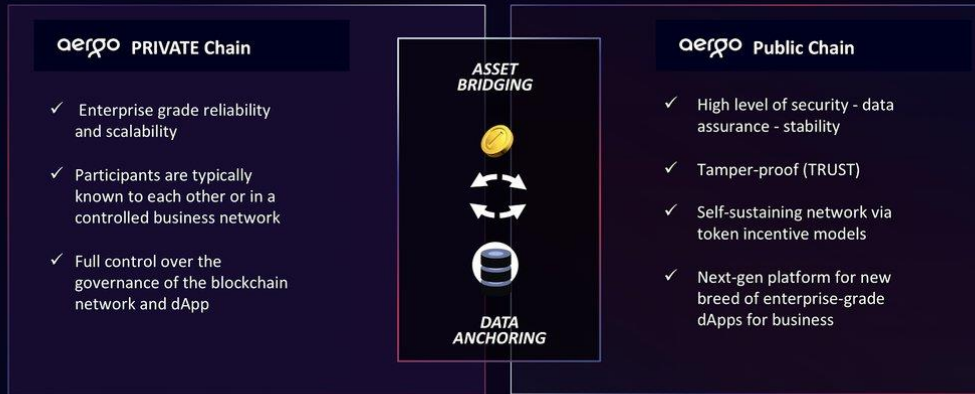 aergo PRIVATE Chain
✓ Enterprise grade reliability
and scalability
✓ Participants are typically
known to each other or in a
controlled business network
✓ Full control over the
governance of the blockchain
network and dApp
ASSET
BRIDGING
DATA
ANCHORING
aergo Public Chain
✓ High level of security - data
assurance - stability
✓ Tamper-proof (TRUST)
✓ Self-sustaining network via
token incentive models
✓ Next-gen platform for new
breed of enterprise-grade
dApps for business